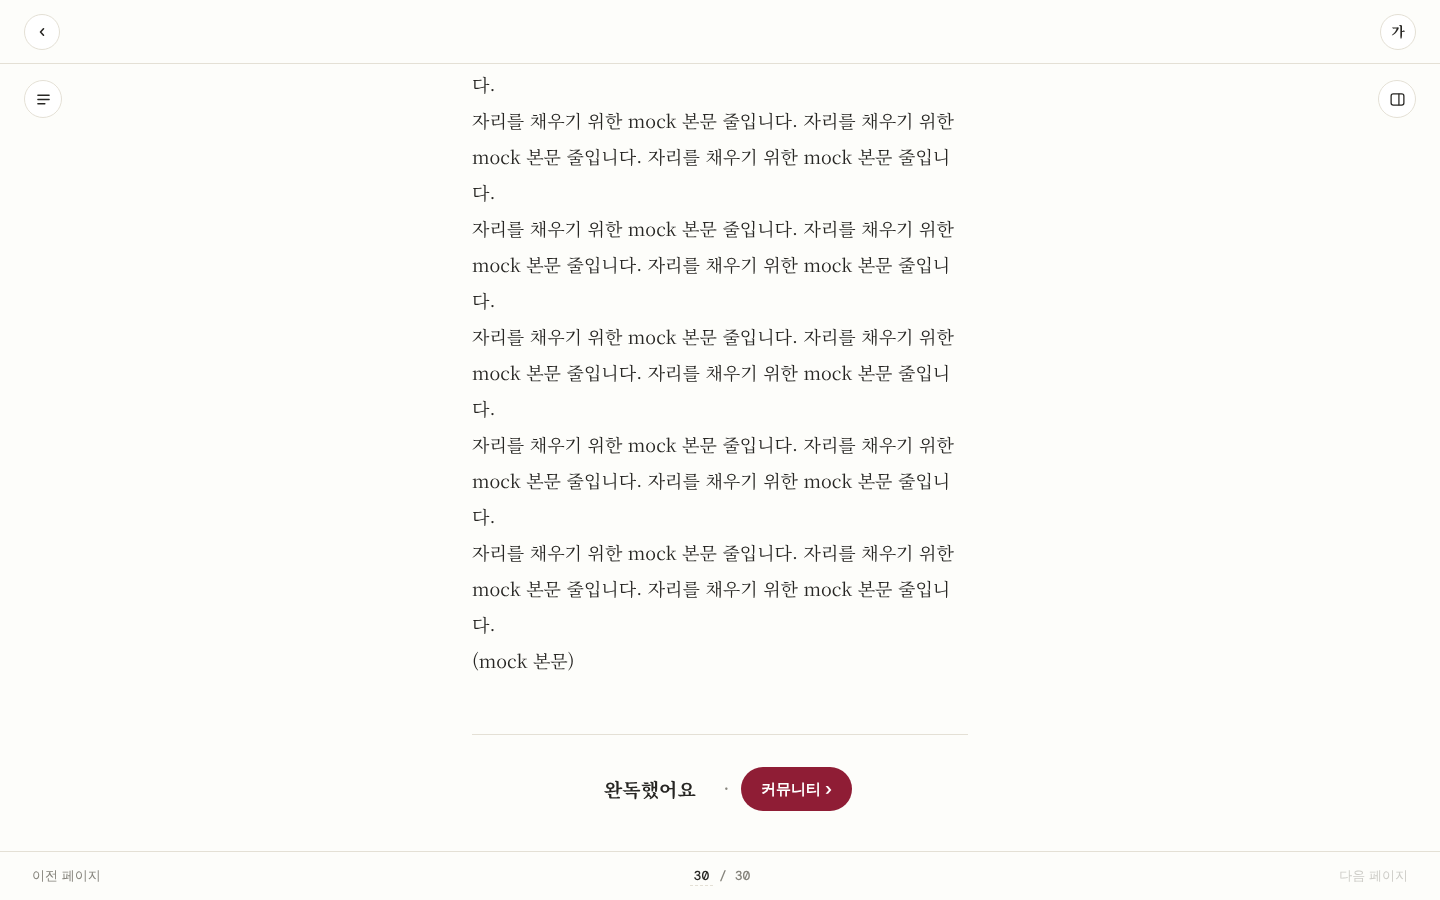 가
다.
자리를 채우기 위한 mock 본문 줄입니다. 자리를 채우기 위한
mock 본문 줄입니다. 자리를 채우기 위한 mock 본문 줄입니
다.
자리를 채우기 위한 mock 본문 줄입니다. 자리를 채우기 위한
mock 본문 줄입니다. 자리를 채우기 위한 mock 본문 줄입니
다.
자리를 채우기 위한 mock 본문 줄입니다. 자리를 채우기 위한
mock 본문 줄입니다. 자리를 채우기 위한 mock 본문 줄입니
다.
자리를 채우기 위한 mock 본문 줄입니다. 자리를 채우기 위한
mock 본문 줄입니다. 자리를 채우기 위한 mock 본문 줄입니
다.
자리를 채우기 위한 mock 본문 줄입니다. 자리를 채우기 위한
mock 본문 줄입니다. 자리를 채우기 위한 mock 본문 줄입니
다.
(mock 본문)
완독했어요 · 커뮤니티 ›
이전 페이지 30 / 30 다음 페이지